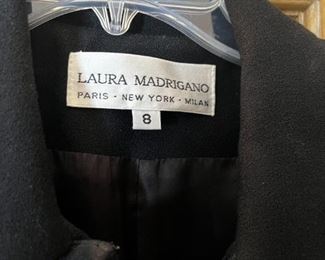 LAURA MADRIGANO
PARIS · NEW YORK · MILAN
8